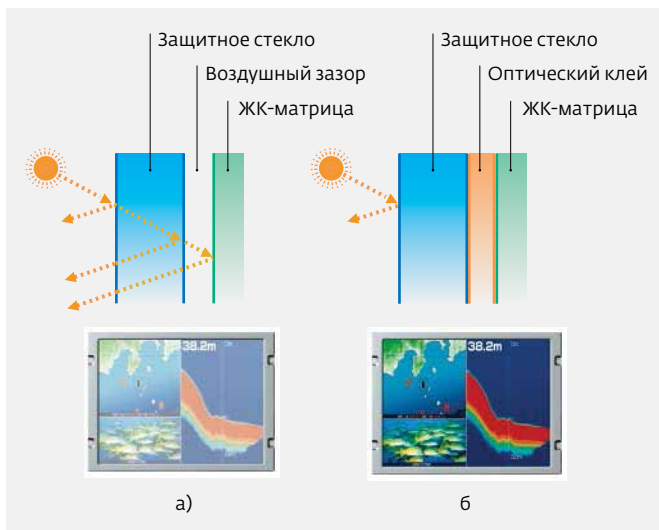 Защитное стекло
Воздушный зазор
ЖК-матрица
Защитное стекло
Оптический клей
ЖК-матрица
38.2m
38.2m
а)
б